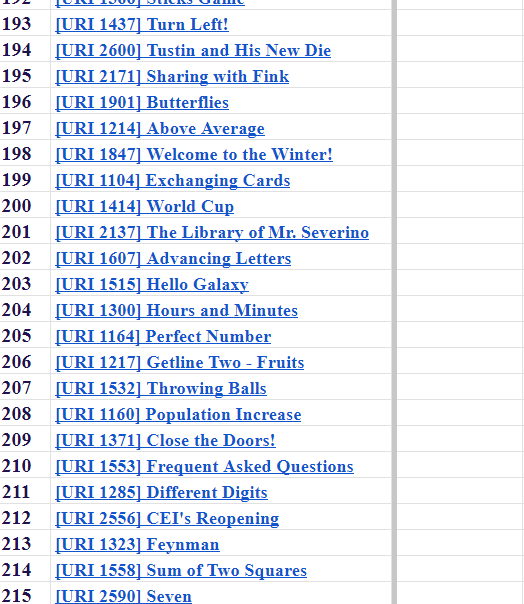 192 [URI 1500] Sticks Game
193 [URI 1437] Turn Left!
194 [URI 2600] Tustin and His New Die
195 [URI 2171] Sharing with Fink
196 [URI 1901] Butterflies
197 [URI 1214] Above Average
198 [URI 1847] Welcome to the Winter!
199 [URI 1104] Exchanging Cards
200 [URI 1414] World Cup
201 [URI 2137] The Library of Mr. Severino
202 [URI 1607] Advancing Letters
203 [URI 1515] Hello Galaxy
204 [URI 1300] Hours and Minutes
205 [URI 1164] Perfect Number
206 [URI 1217] Getline Two - Fruits
207 [URI 1532] Throwing Balls
208 [URI 1160] Population Increase
209 [URI 1371] Close the Doors!
210 [URI 1553] Frequent Asked Questions
211 [URI 1285] Different Digits
212 [URI 2556] CEI's Reopening
213 [URI 1323] Feynman
214 [URI 1558] Sum of Two Squares
215 [URI 2590] Seven